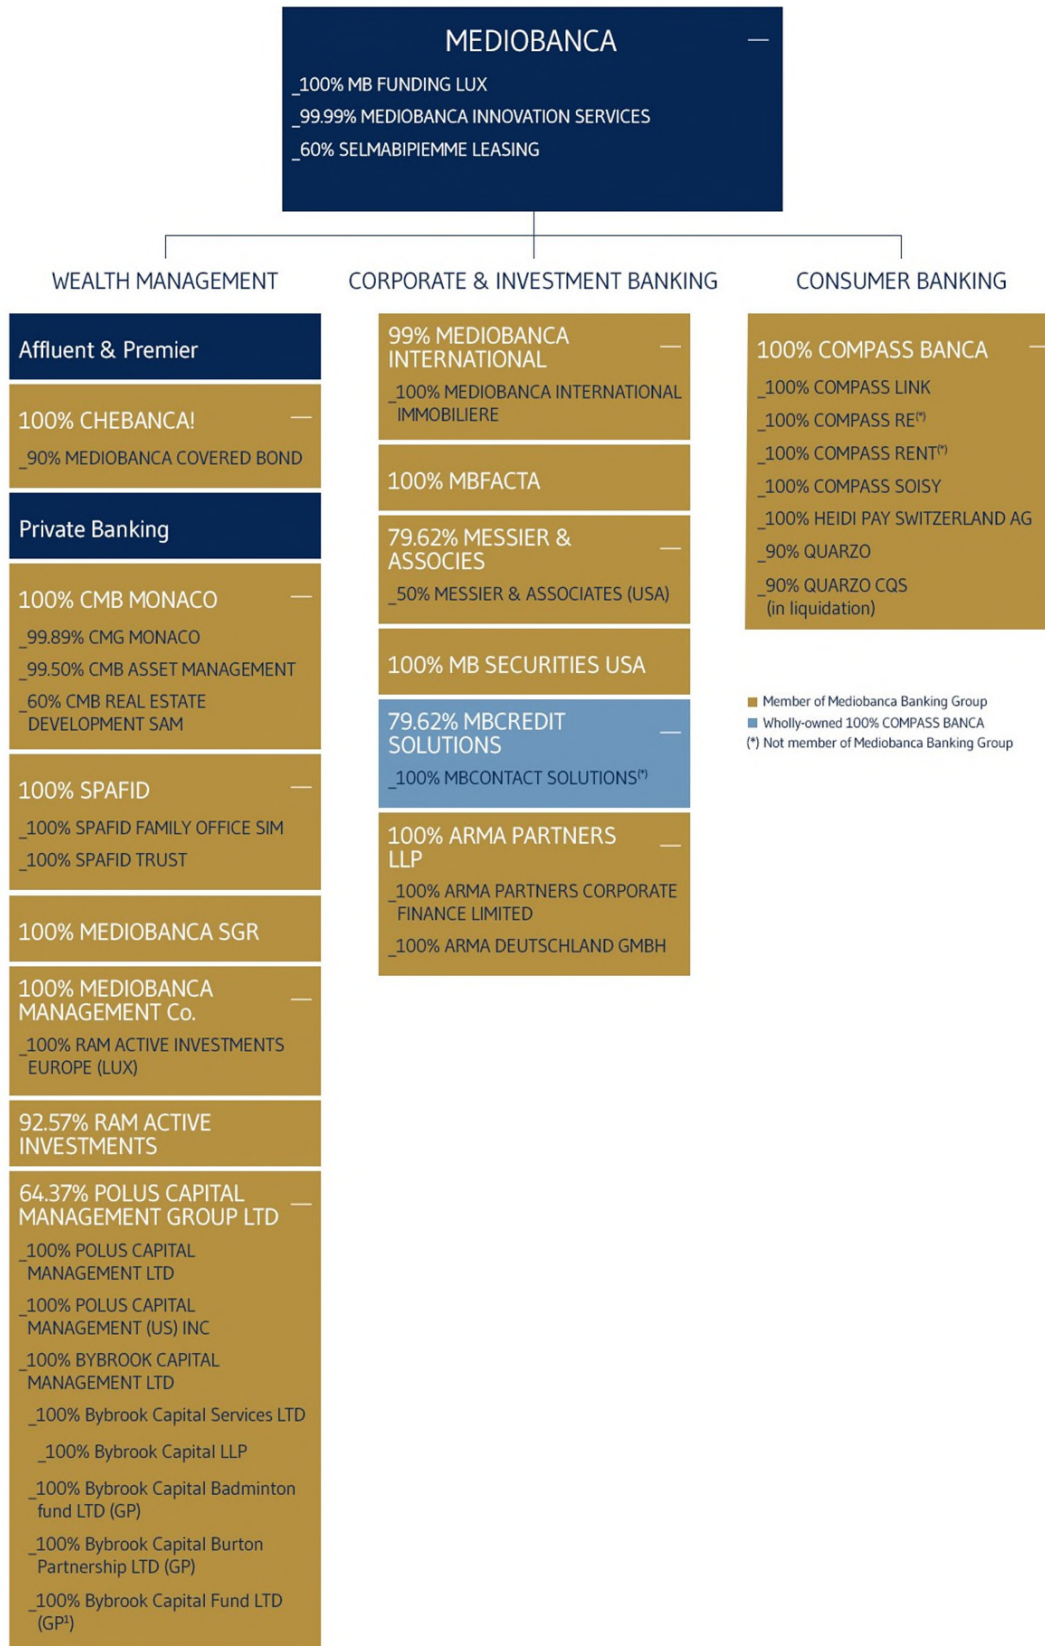 MEDIOBANCA
_100% MB FUNDING LUX
_99.99% MEDIOBANCA INNOVATION SERVICES
_60% SELMABIPIEMME LEASING
WEALTH MANAGEMENT
Affluent & Premier
100% CHEBANCA!
_90% MEDIOBANCA COVERED BOND
Private Banking
100% CMB MONACO
_99.89% CMG MONACO
_99.50% CMB ASSET MANAGEMENT
_60% CMB REAL ESTATE
DEVELOPMENT SAM
100% SPAFID
_100% SPAFID FAMILY OFFICE SIM
_100% SPAFID TRUST
100% MEDIOBANCA SGR
100% MEDIOBANCA
MANAGEMENT Co.
_100% RAM ACTIVE INVESTMENTS
EUROPE (LUX)
92.57% RAM ACTIVE
INVESTMENTS
64.37% POLUS CAPITAL
MANAGEMENT GROUP LTD
_100% POLUS CAPITAL
MANAGEMENT LTD
_100% POLUS CAPITAL
MANAGEMENT (US) INC
_100% BYBROOK CAPITAL
MANAGEMENT LTD
_100% Bybrook Capital Services LTD
_100% Bybrook Capital LLP
_100% Bybrook Capital Badminton
fund LTD (GP)
_100% Bybrook Capital Burton
Partnership LTD (GP)
_100% Bybrook Capital Fund LTD
(GP¹)
CORPORATE & INVESTMENT BANKING
99% MEDIOBANCA
INTERNATIONAL
_100% MEDIOBANCA INTERNATIONAL
IMMOBILIERE
100% MBFACTA
79.62% MESSIER &
ASSOCIES
_50% MESSIER & ASSOCIATES (USA)
100% MB SECURITIES USA
79.62% MBCREDIT
SOLUTIONS
_100% MBCONTACT SOLUTIONS(*)
100% ARMA PARTNERS
LLP
_100% ARMA PARTNERS CORPORATE
FINANCE LIMITED
_100% ARMA DEUTSCHLAND GMBH
CONSUMER BANKING
100% COMPASS BANCA
_100% COMPASS LINK
_100% COMPASS RE(*)
_100% COMPASS RENT(*)
_100% COMPASS SOISY
_100% HEIDI PAY SWITZERLAND AG
_90% QUARZO
_90% QUARZO CQS
(in liquidation)
Member of Mediobanca Banking Group
Wholly-owned 100% COMPASS BANCA
(*) Not member of Mediobanca Banking Group